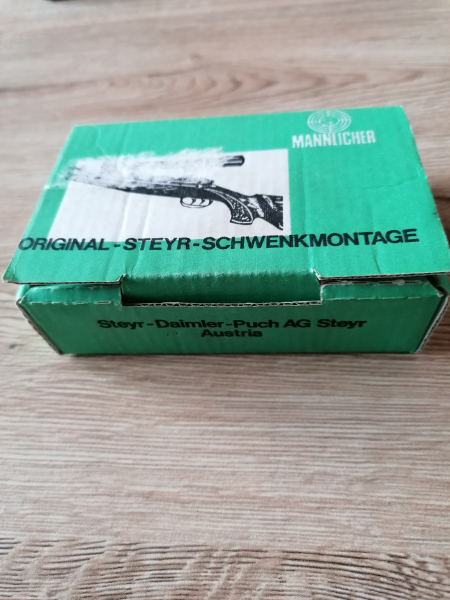 MANNLICHER
ORIGINAL-STEYR-SCHWENKMONTAGE
Steyr-Daimler-Puch AG Steyr
Austria